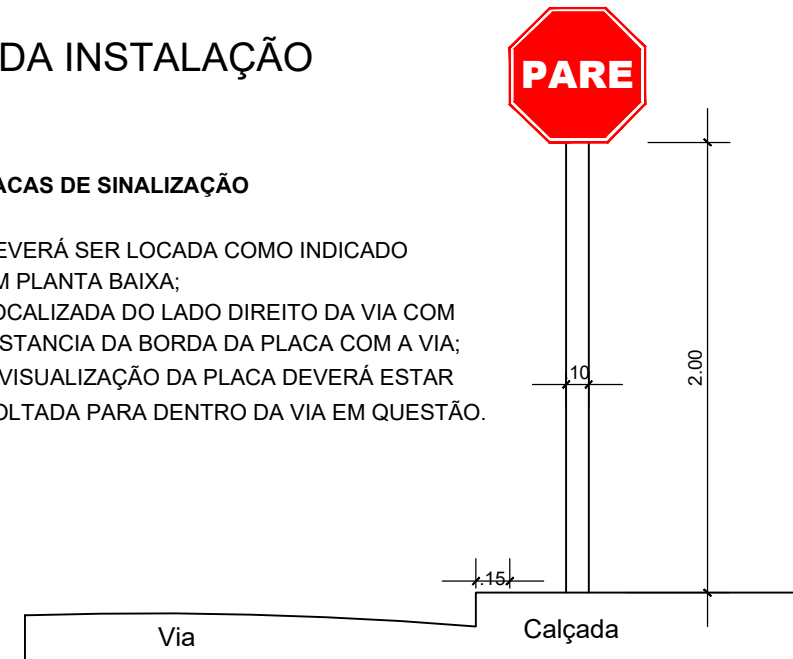 DA INSTALAÇÃO
PARE
ACAS DE SINALIZAÇÃO
EVERÁ SER LOCADA COMO INDICADO
M PLANTA BAIXA;
OCALIZADA DO LADO DIREITO DA VIA COM
STANCIA DA BORDA DA PLACA COM A VIA;
VISUALIZAÇÃO DA PLACA DEVERÁ ESTAR
OLTADA PARA DENTRO DA VIA EM QUESTÃO.
.10
2.00
.15
Via
Calçada